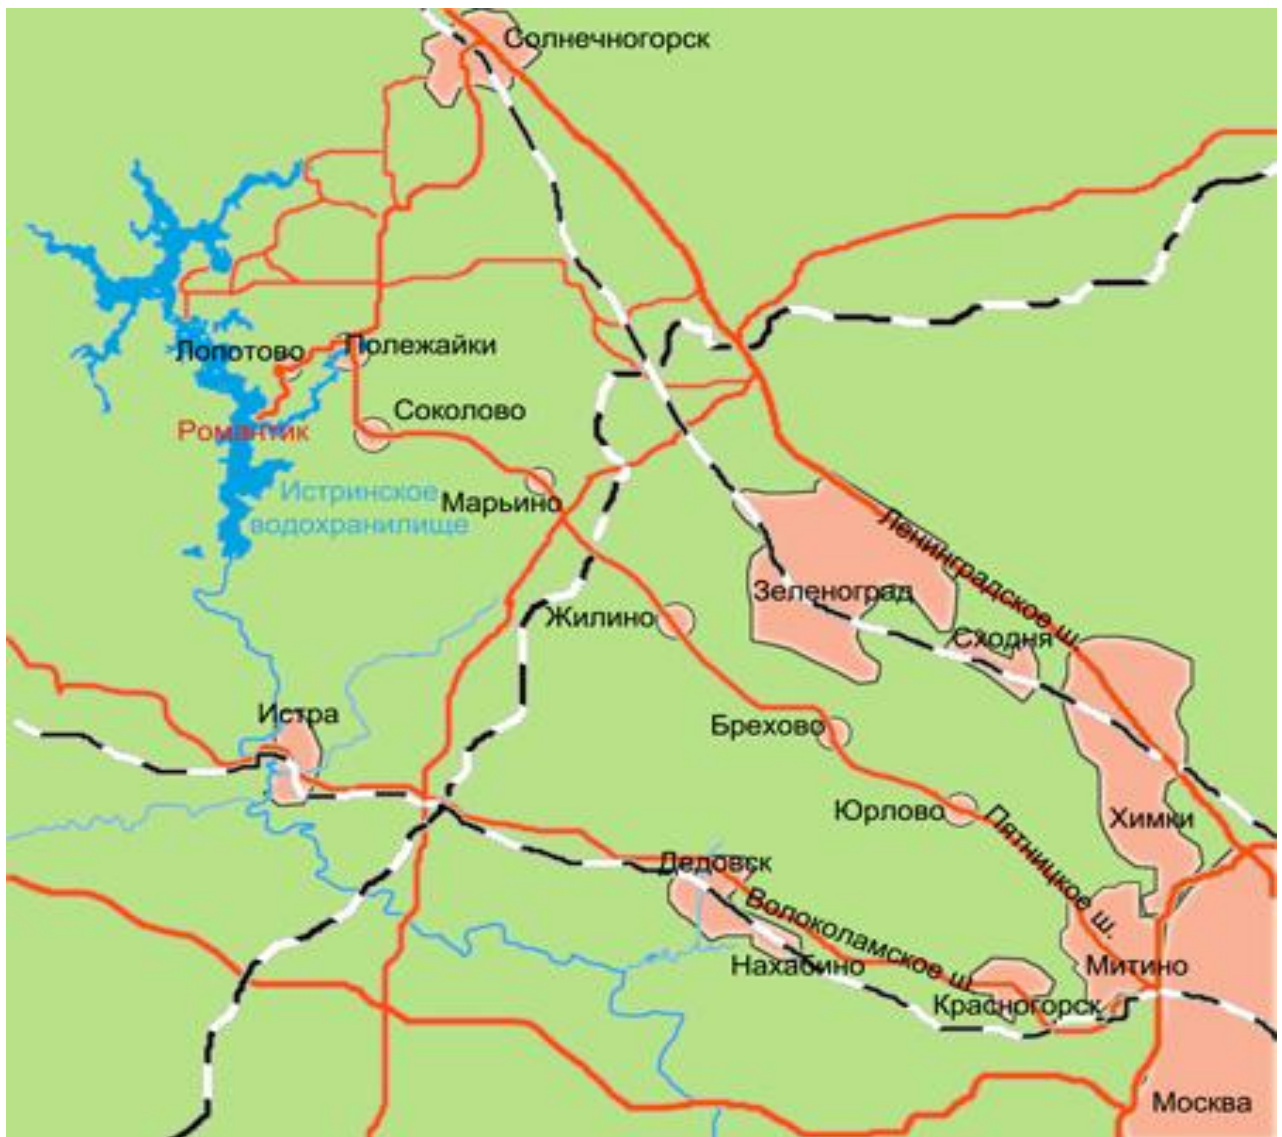 Солнечногорск
Лопотово
Полежайки
Соколово
Романтик
Истринское
водохранилище
Марьино
Ленинградское ш.
Зеленоград
Жилино
Сходня
Истра
Брехово
Юрлово
Пятницкое ш.
Химки
Дедовск
Волоколамское ш.
Нахабино
Митино
Красногорск
Москва